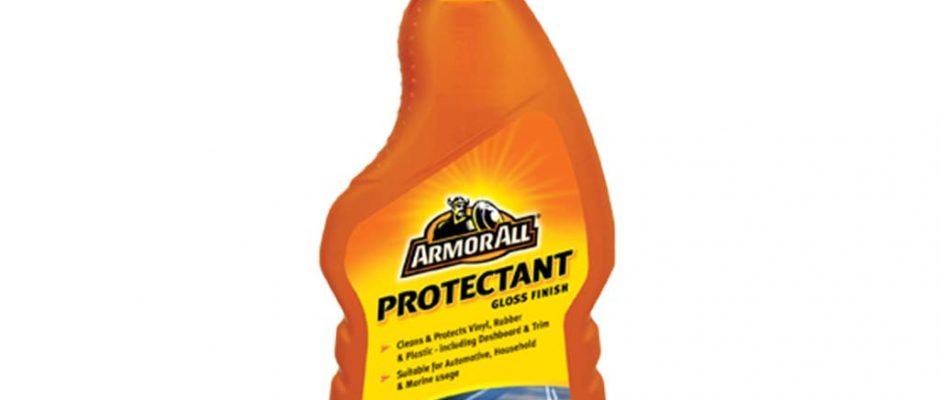 ARMORALL®
PROTECTANT
GLOSS FINISH
Cleans & Protects Vinyl, Rubber
& Plastic - including Dashboard & Trim
Suitable for Automotive, Household
& Marine usage